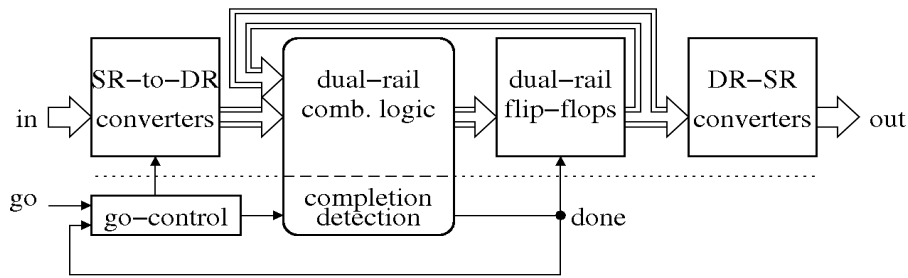 SR-to-DR
converters
dual-rail
comb. logic
dual-rail
flip-flops
DR-SR
converters
in
out
go
go-control
completion
detection
done